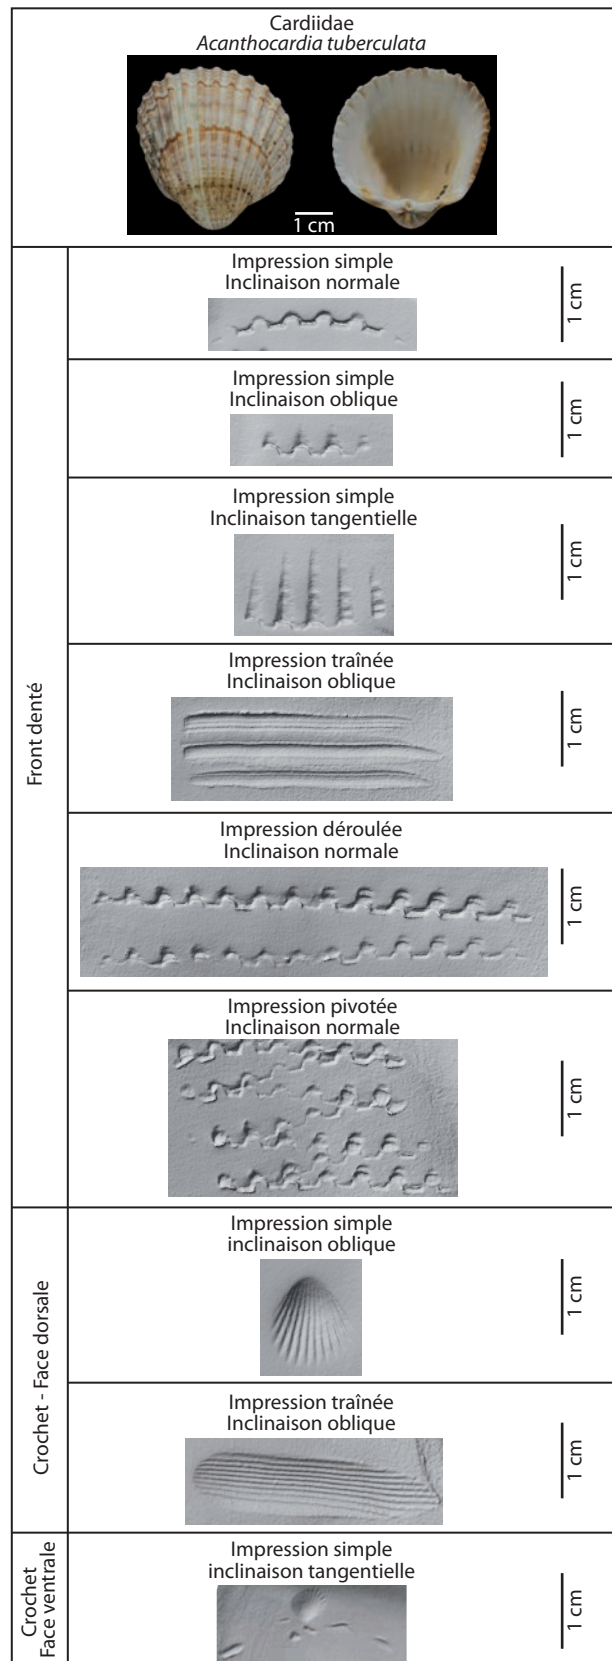 Cardiidae
Acanthocardia tuberculata
1 cm
Front denté
Impression simple
Inclinaison normale
1 cm
Impression simple
Inclinaison oblique
1 cm
Impression simple
Inclinaison tangentielle
1 cm
Impression traînée
Inclinaison oblique
1 cm
Impression déroulée
Inclinaison normale
1 cm
Impression pivotée
Inclinaison normale
1 cm
Crochet - Face dorsale
Impression simple
inclinaison oblique
1 cm
Impression traînée
Inclinaison oblique
1 cm
Crochet
Face ventrale
Impression simple
inclinaison tangentielle
1 cm